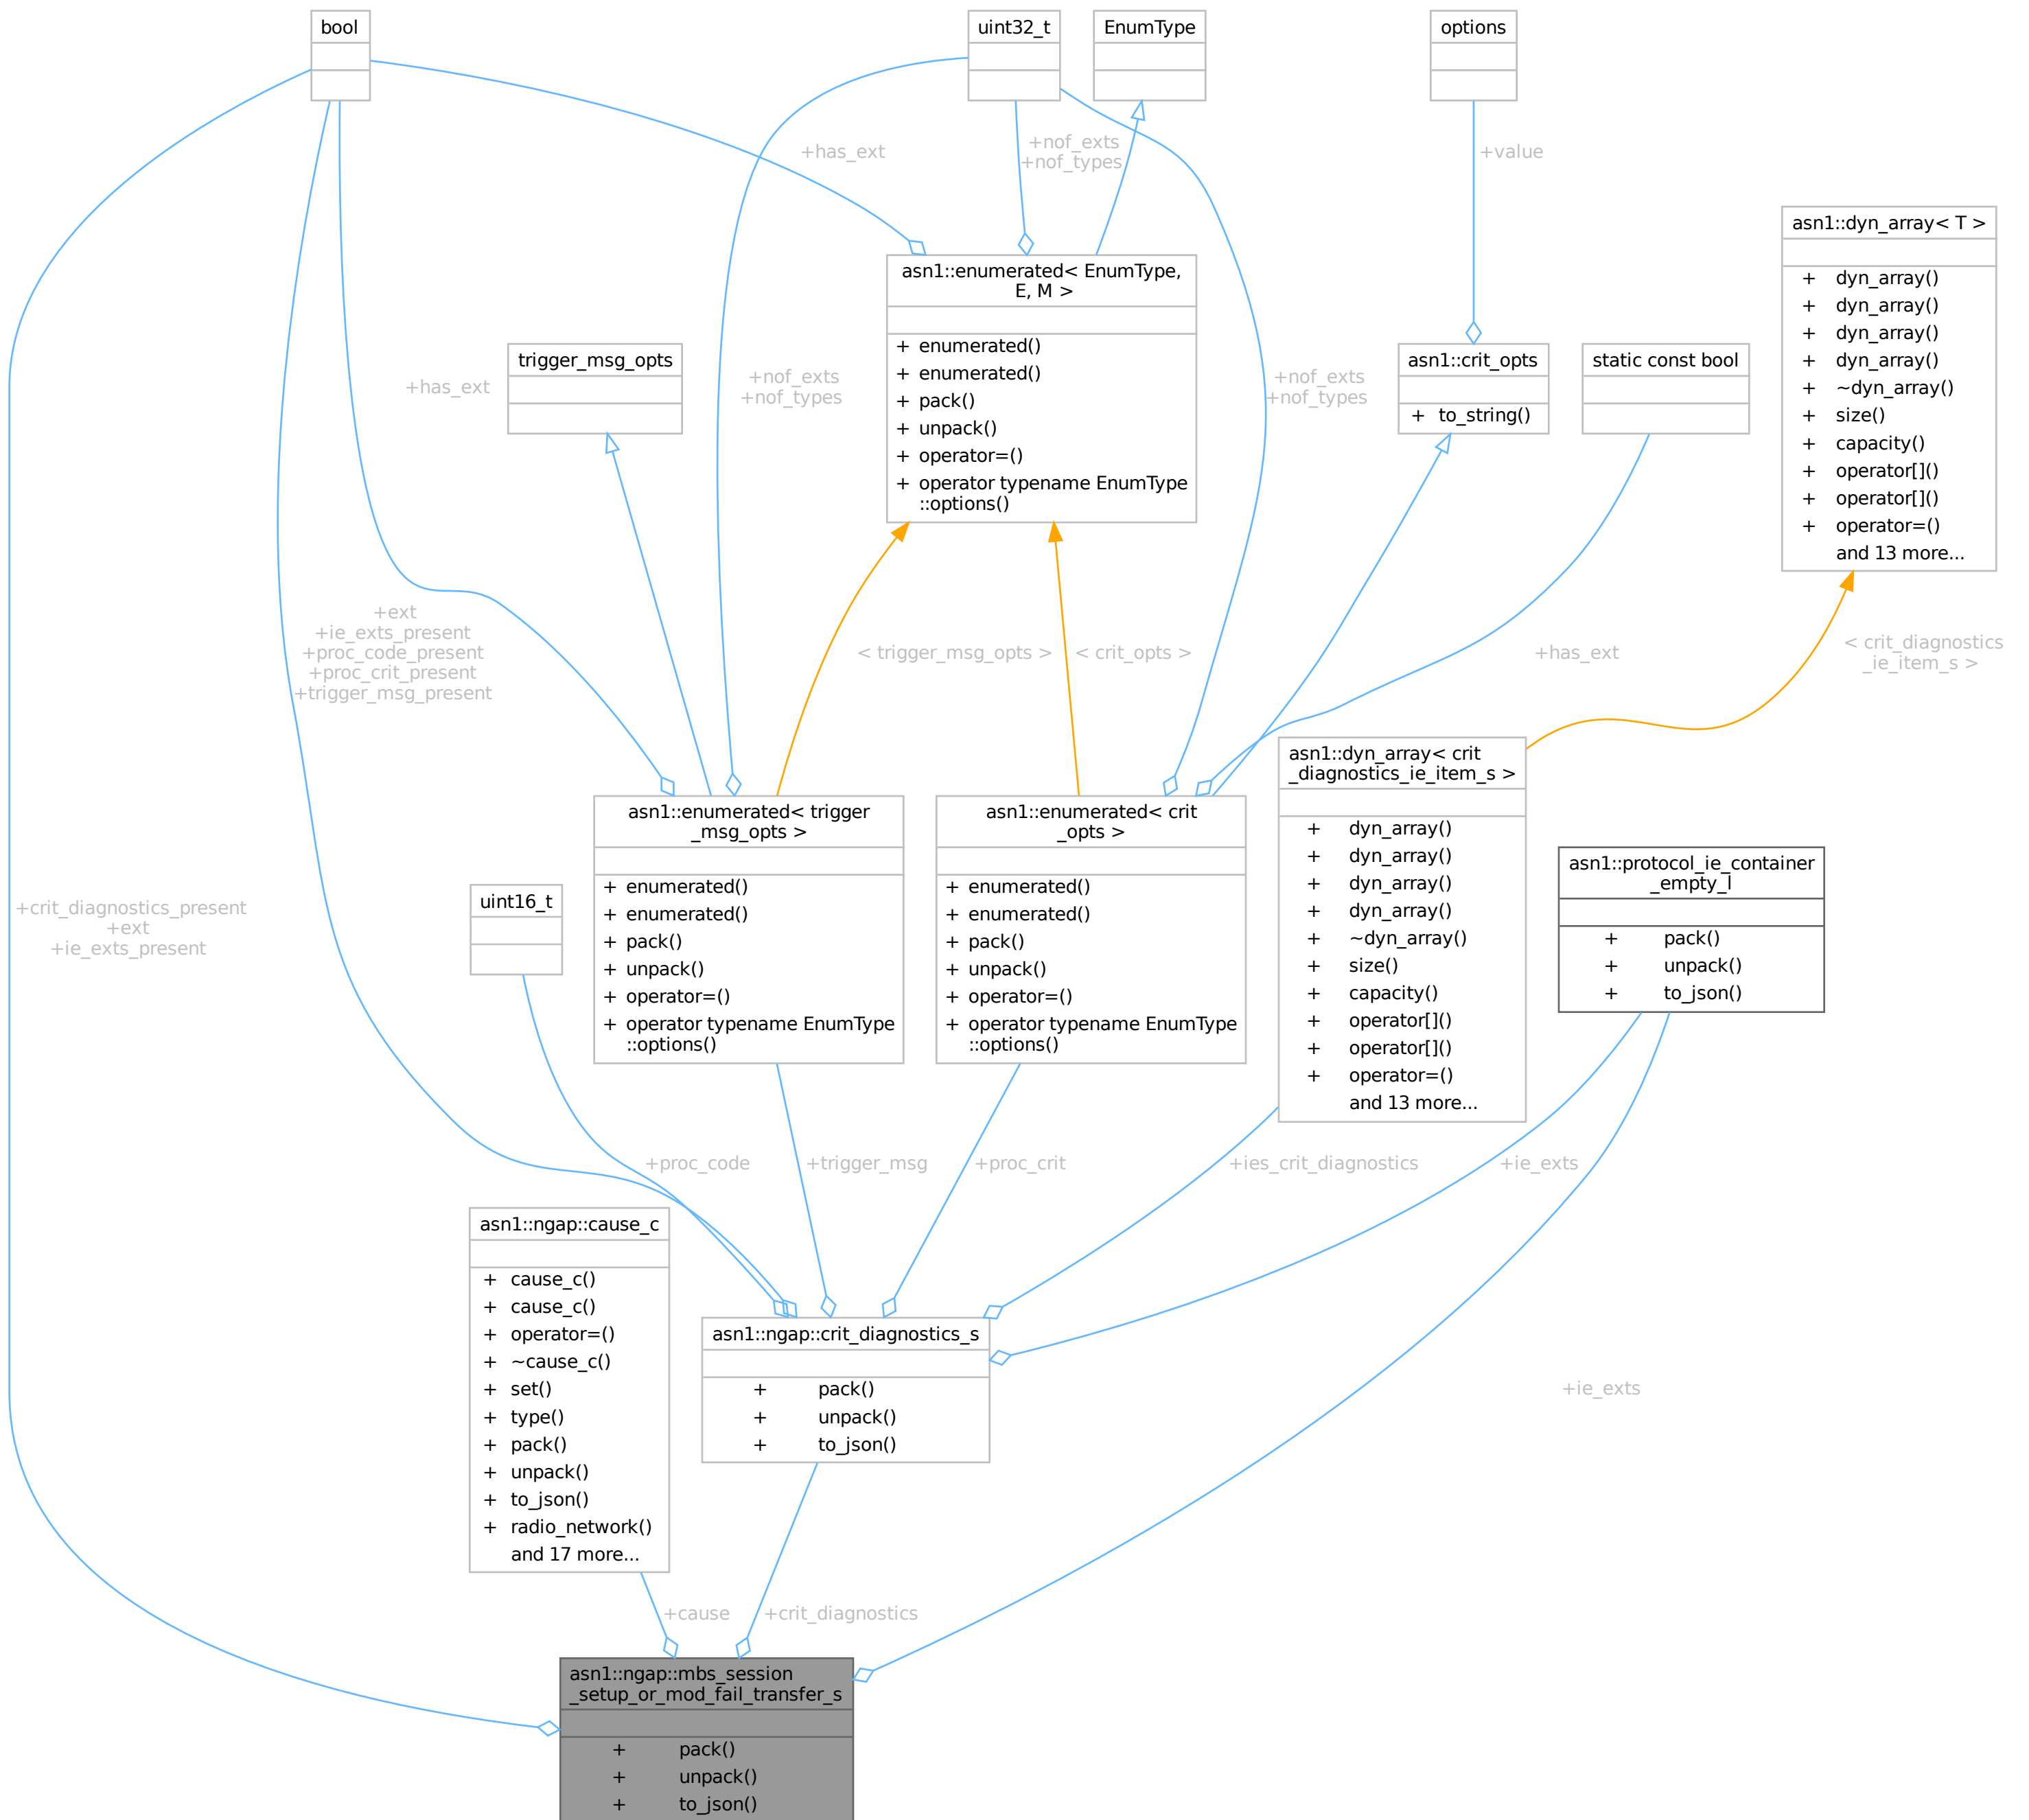 bool
uint32_t
EnumType
options
+has_ext
+nof_exts
+nof_types
+value
asn1::dyn_array< T >
+ dyn_array()
+ dyn_array()
+ dyn_array()
+ dyn_array()
+ ~dyn_array()
+ size()
+ capacity()
+ operator[]()
+ operator[]()
+ operator=()
and 13 more...
asn1::enumerated< EnumType,
E, M >
+ enumerated()
+ enumerated()
+ pack()
+ unpack()
+ operator=()
+ operator typename EnumType
::options()
trigger_msg_opts
asn1::crit_opts
+ to_string()
static const bool
+has_ext
+nof_exts
+nof_types
+nof_exts
+nof_types
+ext
+ie_exts_present
+proc_code_present
+proc_crit_present
+trigger_msg_present
< trigger_msg_opts >
< crit_opts >
+has_ext
< crit_diagnostics
_ie_item_s >
asn1::dyn_array< crit
_diagnostics_ie_item_s >
+ dyn_array()
+ dyn_array()
+ dyn_array()
+ dyn_array()
+ ~dyn_array()
+ size()
+ capacity()
+ operator[]()
+ operator[]()
+ operator=()
and 13 more...
asn1::enumerated< trigger
_msg_opts >
+ enumerated()
+ enumerated()
+ pack()
+ unpack()
+ operator=()
+ operator typename EnumType
::options()
asn1::enumerated< crit
_opts >
+ enumerated()
+ enumerated()
+ pack()
+ unpack()
+ operator=()
+ operator typename EnumType
::options()
asn1::protocol_ie_container
_empty_l
+ pack()
+ unpack()
+ to_json()
uint16_t
+crit_diagnostics_present
+ext
+ie_exts_present
+proc_code
+trigger_msg
+proc_crit
+ies_crit_diagnostics
+ie_exts
asn1::ngap::cause_c
+ cause_c()
+ cause_c()
+ operator=()
+ ~cause_c()
+ set()
+ type()
+ pack()
+ unpack()
+ to_json()
+ radio_network()
and 17 more...
asn1::ngap::crit_diagnostics_s
+ pack()
+ unpack()
+ to_json()
+ie_exts
+cause
+crit_diagnostics
asn1::ngap::mbs_session
_setup_or_mod_fail_transfer_s
+ pack()
+ unpack()
+ to_json()